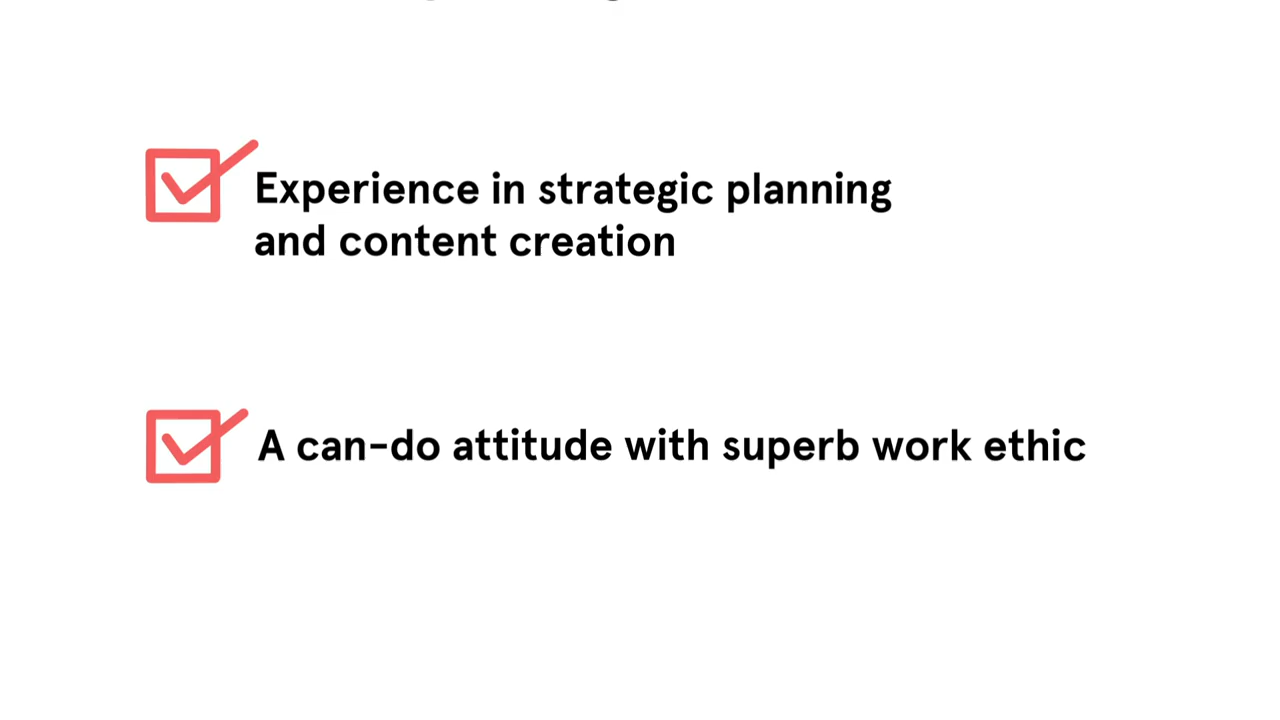 Experience in strategic planning
and content creation
A can-do attitude with superb work ethic